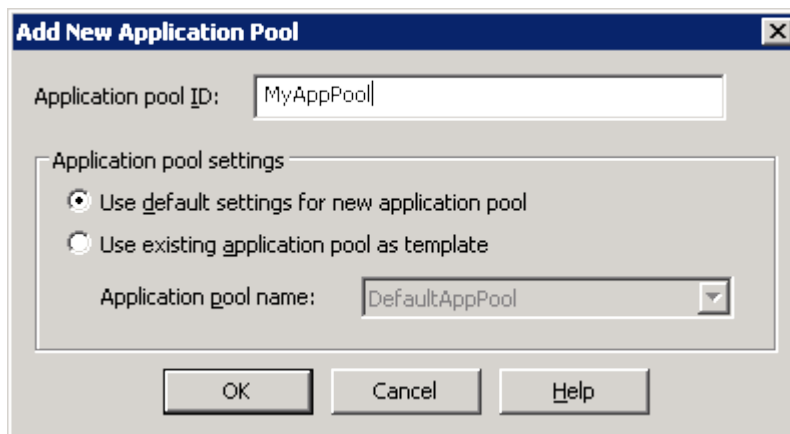 Add New Application Pool
Application pool ID: MyAppPool
Application pool settings
Use default settings for new application pool
Use existing application pool as template
Application pool name: DefaultAppPool
OK Cancel Help